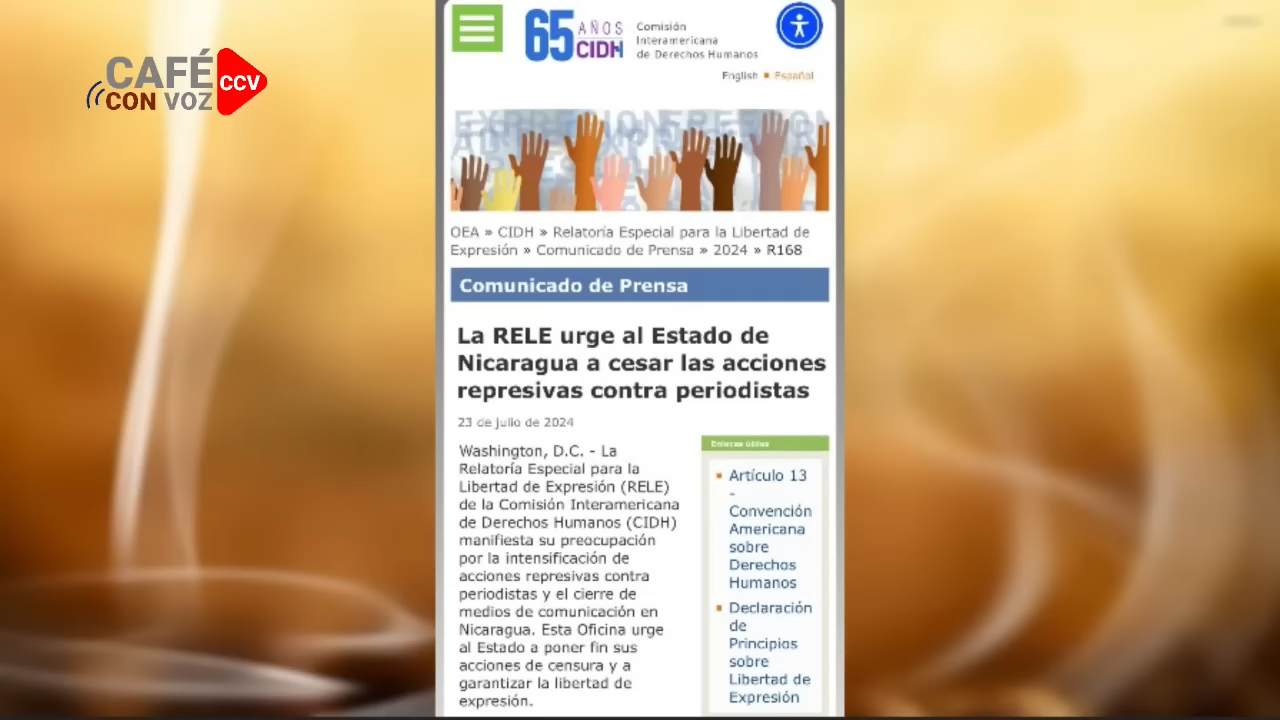 CAFÉ
CON VOZ
CCV
65 AÑOS
CIDH
Comisión
Interamericana
de Derechos Humanos
English ▪ Español
OEA » CIDH » Relatoría Especial para la Libertad de
Expresión » Comunicado de Prensa » 2024 » R168
Comunicado de Prensa
La RELE urge al Estado de
Nicaragua a cesar las acciones
represivas contra periodistas
23 de julio de 2024
Washington, D.C. - La
Relatoría Especial para la
Libertad de Expresión (RELE)
de la Comisión Interamericana
de Derechos Humanos (CIDH)
manifiesta su preocupación
por la intensificación de
acciones represivas contra
periodistas y el cierre de
medios de comunicación en
Nicaragua. Esta Oficina urge
al Estado a poner fin sus
acciones de censura y a
garantizar la libertad de
expresión.
Enlaces útiles
▪ Artículo 13
-
Convención
Americana
sobre
Derechos
Humanos
▪ Declaración
de
Principios
sobre
Libertad de
Expresión